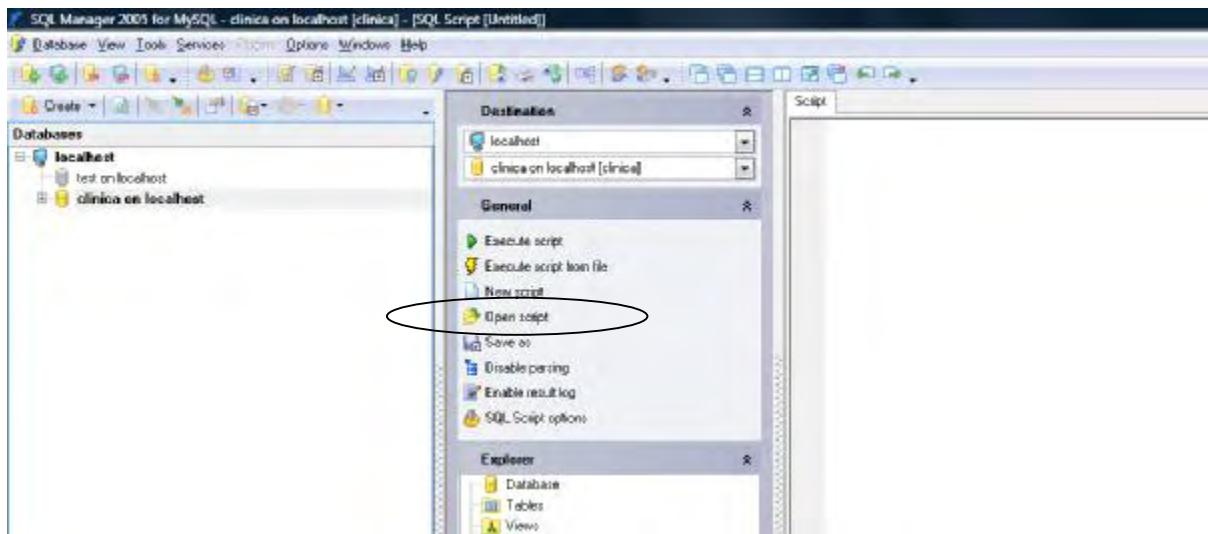 SQL Manager 2005 for MySQL - clinica on localhost [clinica] - [SQL Script [Untitled]]
Database View Tools Services Options Windows Help
Create
Databases
localhost
test on localhost
clinica on localhost
Destination
localhost
clinica on localhost [clinica]
General
Execute script
Execute script from file
New script
Open script
Save as
Disable parsing
Enable result log
SQL Script options
Explorer
Database
Tables
Views
Script